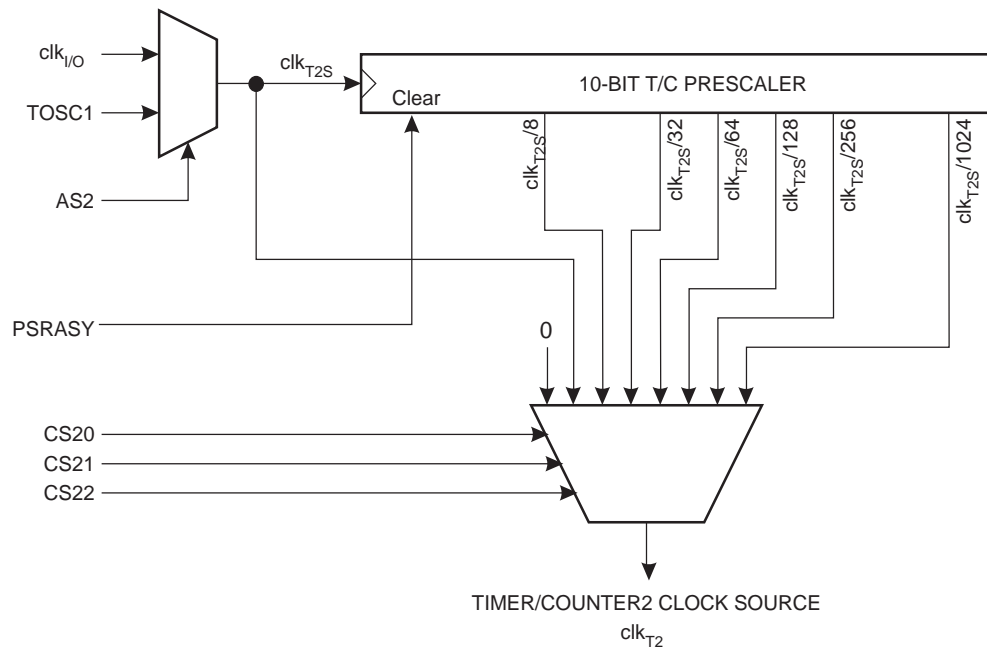 clkI/O
clkT2S
10-BIT T/C PRESCALER
TOSC1
Clear
clkT2S/8
clkT2S/32
clkT2S/64
clkT2S/128
clkT2S/256
clkT2S/1024
AS2
PSRASY
0
CS20
CS21
CS22
TIMER/COUNTER2 CLOCK SOURCE
clkT2